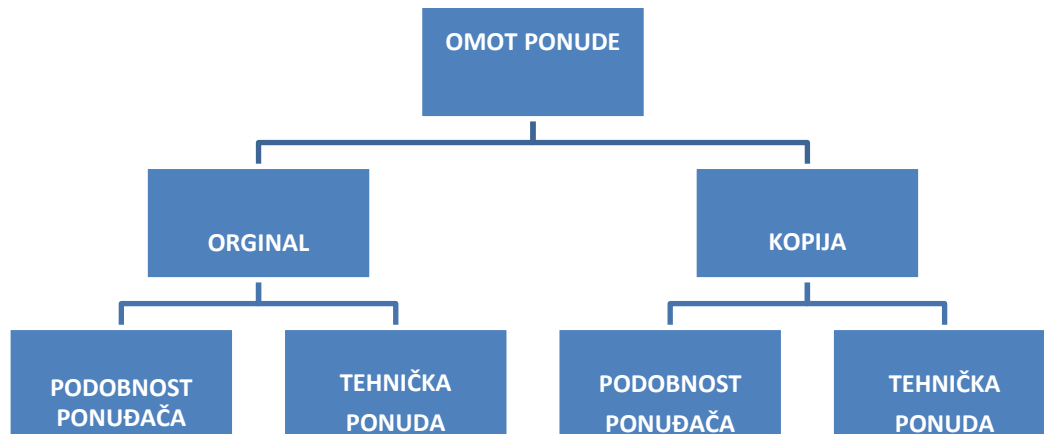 OMOT PONUDE
ORGINAL
KOPIJA
PODOBNOST
PONUĐAČA
TEHNIČKA
PONUDA
PODOBNOST
PONUĐAČA
TEHNIČKA
PONUDA